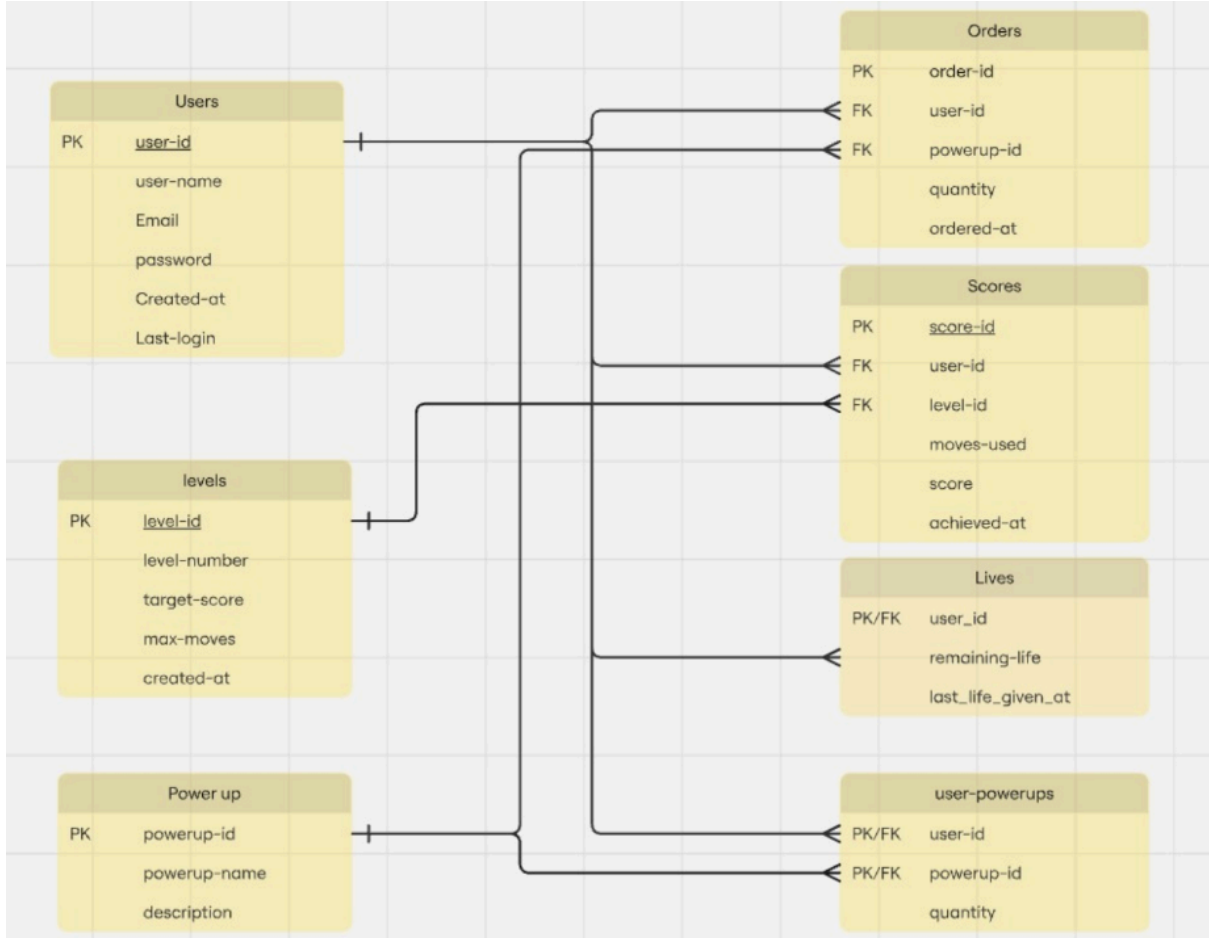 Users
PK user-id
user-name
Email
password
Created-at
Last-login
levels
PK level-id
level-number
target-score
max-moves
created-at
Power up
PK powerup-id
powerup-name
description
Orders
PK order-id
FK user-id
FK powerup-id
quantity
ordered-at
Scores
PK score-id
FK user-id
FK level-id
moves-used
score
achieved-at
Lives
PK/FK user_id
remaining-life
last_life_given_at
user-powerups
PK/FK user-id
PK/FK powerup-id
quantity